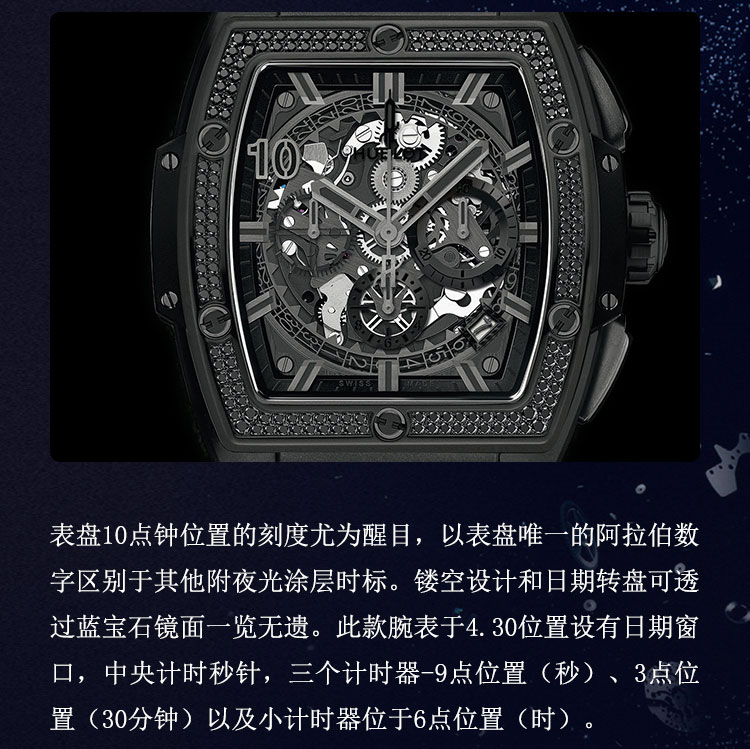 10
HUBLOT
SWISS MADE
表盘10点钟位置的刻度尤为醒目，以表盘唯一的阿拉伯数
字区别于其他附夜光涂层时标。镂空设计和日期转盘可透
过蓝宝石镜面一览无遗。此款腕表于4.30位置设有日期窗
口，中央计时秒针，三个计时器-9点位置（秒）、3点位
置（30分钟）以及小计时器位于6点位置（时）。